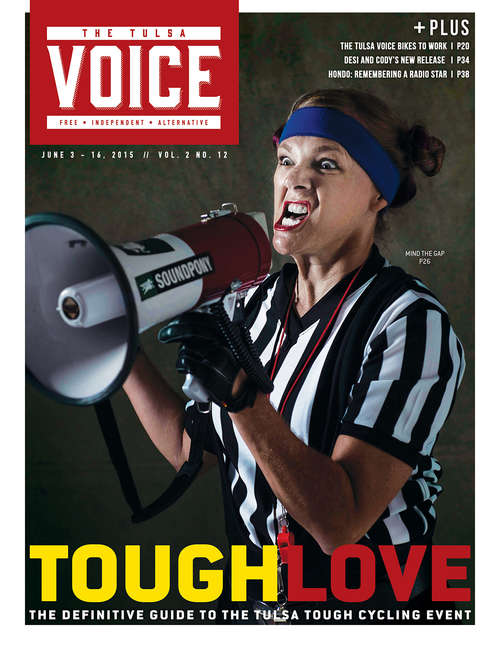 THE TULSA
VOICE
FREE • INDEPENDENT • ALTERNATIVE
JUNE 3 - 16, 2015 // VOL. 2 NO. 12
+PLUS
THE TULSA VOICE BIKES TO WORK | P20
DESI AND CODY'S NEW RELEASE | P34
HONDO: REMEMBERING A RADIO STAR | P38
MIND THE GAP
P26
SOUNDPONY
TOUGHLOVE
THE DEFINITIVE GUIDE TO THE TULSA TOUGH CYCLING EVENT